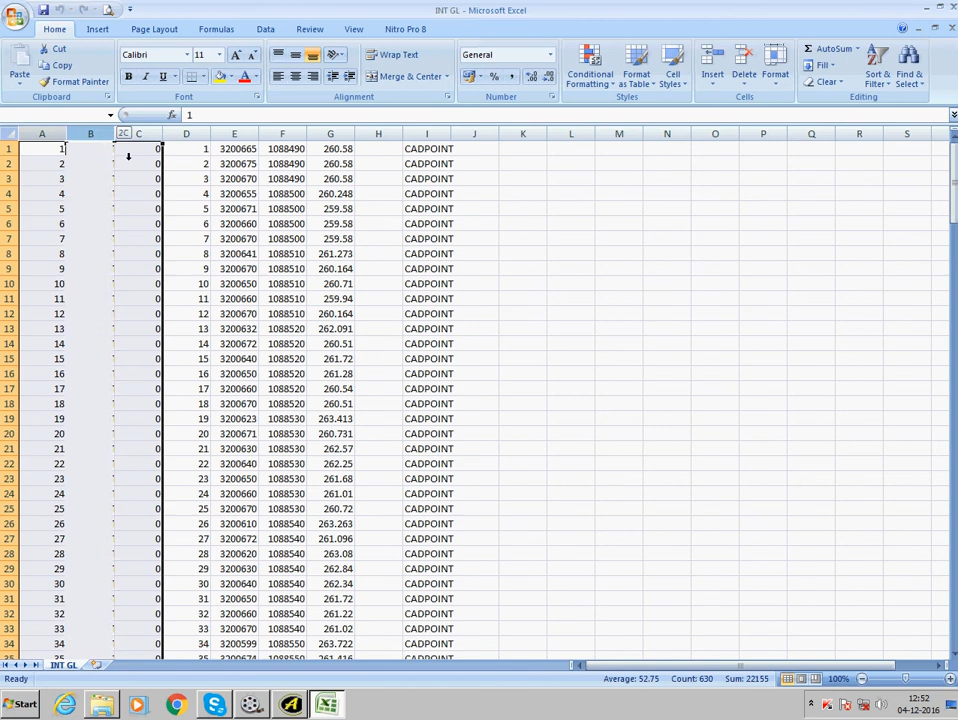 INT GL - Microsoft Excel
Home Insert Page Layout Formulas Data Review View Nitro Pro 8
Paste Cut Copy Format Painter Clipboard
Calibri 11 Font
Wrap Text Merge & Center Alignment
General Number
Conditional Formatting Format as Table Cell Styles Styles
Insert Delete Format Cells
AutoSum Fill Clear Sort & Filter Find & Select Editing
1
A B 2C C D E F G H I J K L M N O P Q R S
1 1 0 1 3200665 1088490 260.58 CADPOINT
2 2 0 2 3200675 1088490 260.58 CADPOINT
3 3 0 3 3200670 1088490 260.58 CADPOINT
4 4 0 4 3200655 1088500 260.248 CADPOINT
5 5 0 5 3200671 1088500 259.58 CADPOINT
6 6 0 6 3200660 1088500 259.58 CADPOINT
7 7 0 7 3200670 1088500 259.58 CADPOINT
8 8 0 8 3200641 1088510 261.273 CADPOINT
9 9 0 9 3200670 1088510 260.164 CADPOINT
10 10 0 10 3200650 1088510 260.71 CADPOINT
11 11 0 11 3200660 1088510 259.94 CADPOINT
12 12 0 12 3200670 1088510 260.164 CADPOINT
13 13 0 13 3200632 1088520 262.091 CADPOINT
14 14 0 14 3200672 1088520 260.51 CADPOINT
15 15 0 15 3200640 1088520 261.72 CADPOINT
16 16 0 16 3200650 1088520 261.28 CADPOINT
17 17 0 17 3200660 1088520 260.54 CADPOINT
18 18 0 18 3200670 1088520 260.51 CADPOINT
19 19 0 19 3200623 1088530 263.413 CADPOINT
20 20 0 20 3200671 1088530 260.731 CADPOINT
21 21 0 21 3200630 1088530 262.57 CADPOINT
22 22 0 22 3200640 1088530 262.25 CADPOINT
23 23 0 23 3200650 1088530 261.68 CADPOINT
24 24 0 24 3200660 1088530 261.01 CADPOINT
25 25 0 25 3200670 1088530 260.72 CADPOINT
26 26 0 26 3200610 1088540 263.263 CADPOINT
27 27 0 27 3200672 1088540 261.096 CADPOINT
28 28 0 28 3200620 1088540 263.08 CADPOINT
29 29 0 29 3200630 1088540 262.84 CADPOINT
30 30 0 30 3200640 1088540 262.34 CADPOINT
31 31 0 31 3200650 1088540 261.72 CADPOINT
32 32 0 32 3200660 1088540 261.22 CADPOINT
33 33 0 33 3200670 1088540 261.02 CADPOINT
34 34 0 34 3200599 1088550 263.722 CADPOINT
35 35 0 35 3200674 1088550 261.416 CADPOINT
INT GL
Ready Average: 52.75 Count: 630 Sum: 22155 100%
Start 12:52
04-12-2016